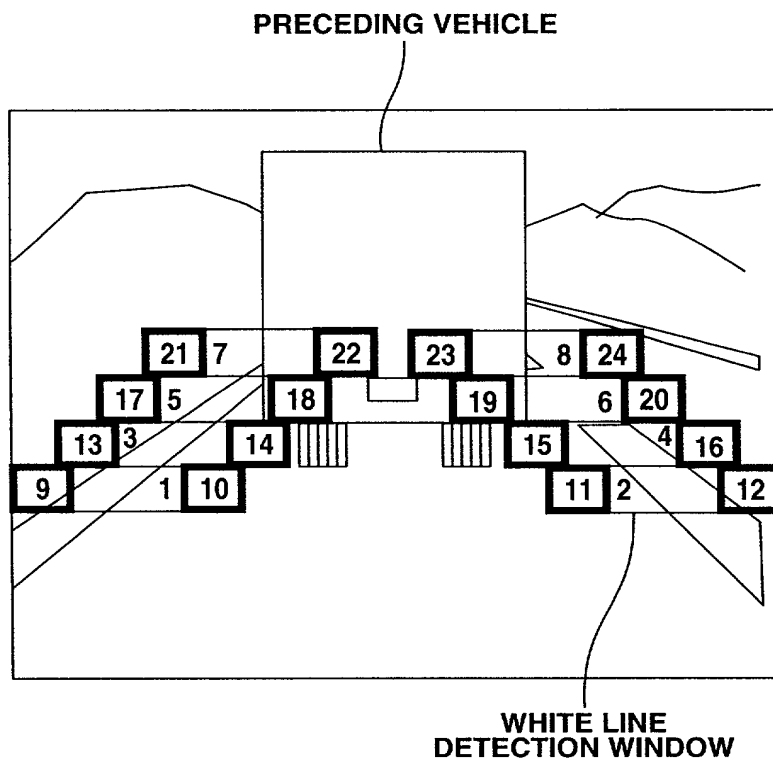 PRECEDING VEHICLE
21 7 22 23 8 24
17 5 18 19 6 20
13 3 14 15 4 16
9 1 10 11 2 12
WHITE LINE
DETECTION WINDOW